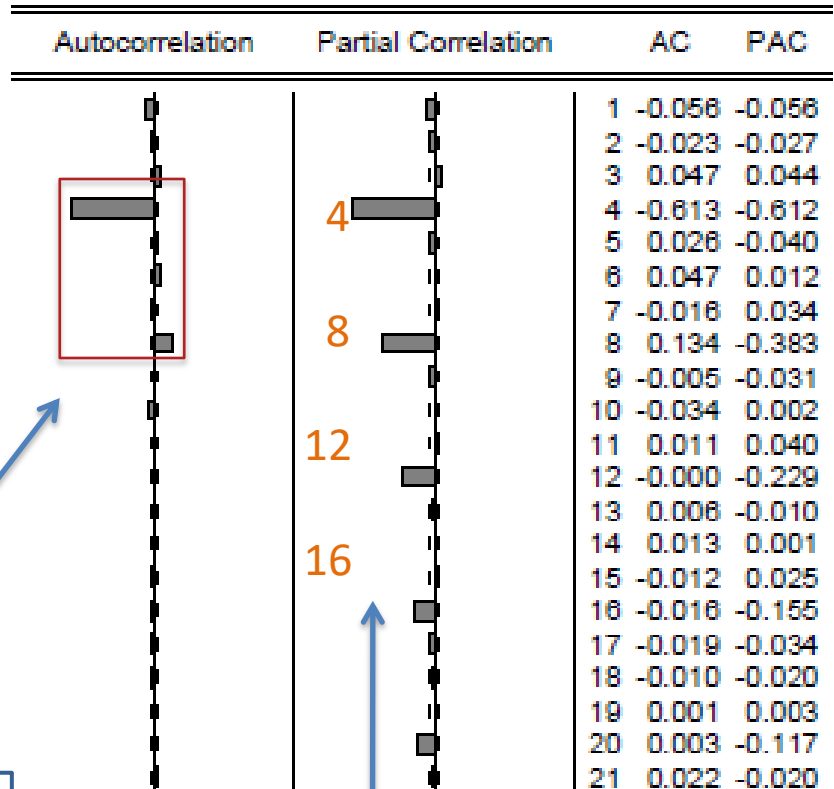 Autocorrelation Partial Correlation AC PAC
1 -0.056 -0.056
2 -0.023 -0.027
3 0.047 0.044
4 4 -0.613 -0.612
5 0.026 -0.040
6 0.047 0.012
7 -0.016 0.034
8 8 0.134 -0.383
9 -0.005 -0.031
10 -0.034 0.002
12 11 0.011 0.040
12 -0.000 -0.229
13 0.006 -0.010
16 14 0.013 0.001
15 -0.012 0.025
16 -0.016 -0.155
17 -0.019 -0.034
18 -0.010 -0.020
19 0.001 0.003
20 0.003 -0.117
21 0.022 -0.020